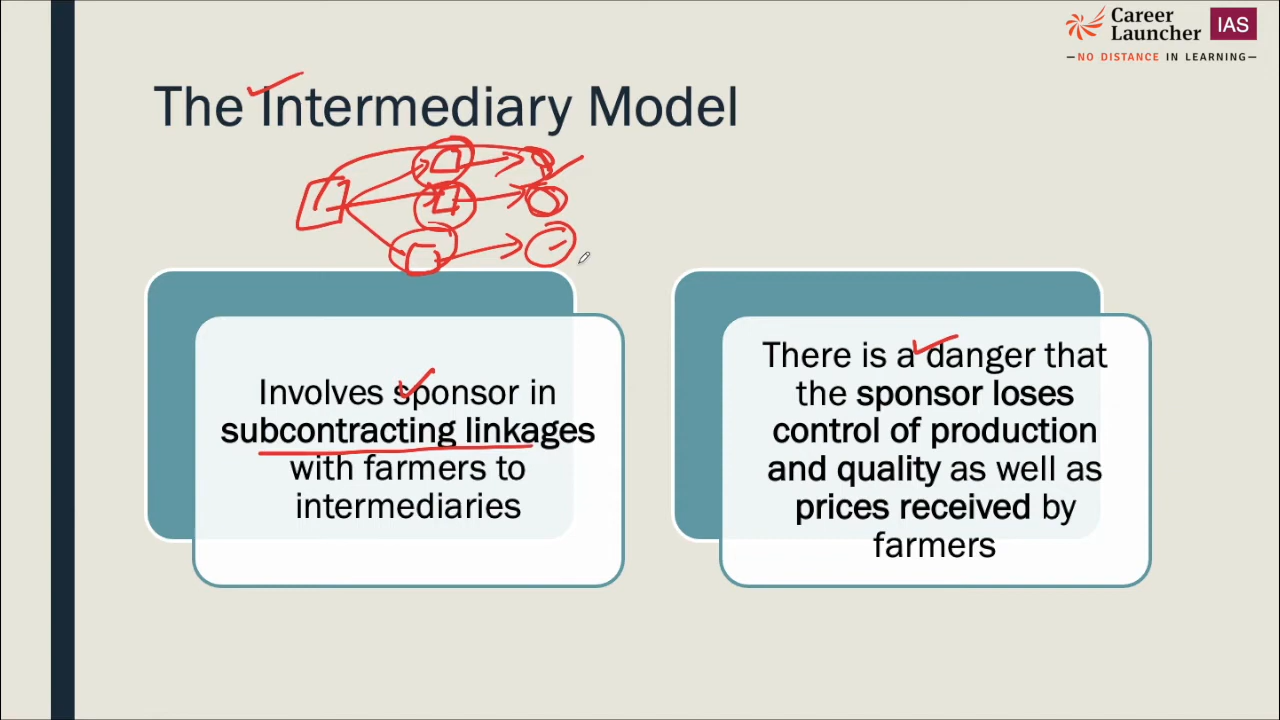 Career
Launcher
IAS
NO DISTANCE IN LEARNING
The Intermediary Model
Involves sponsor in
subcontracting linkages
with farmers to
intermediaries
There is a danger that
the sponsor loses
control of production
and quality as well as
prices received by
farmers